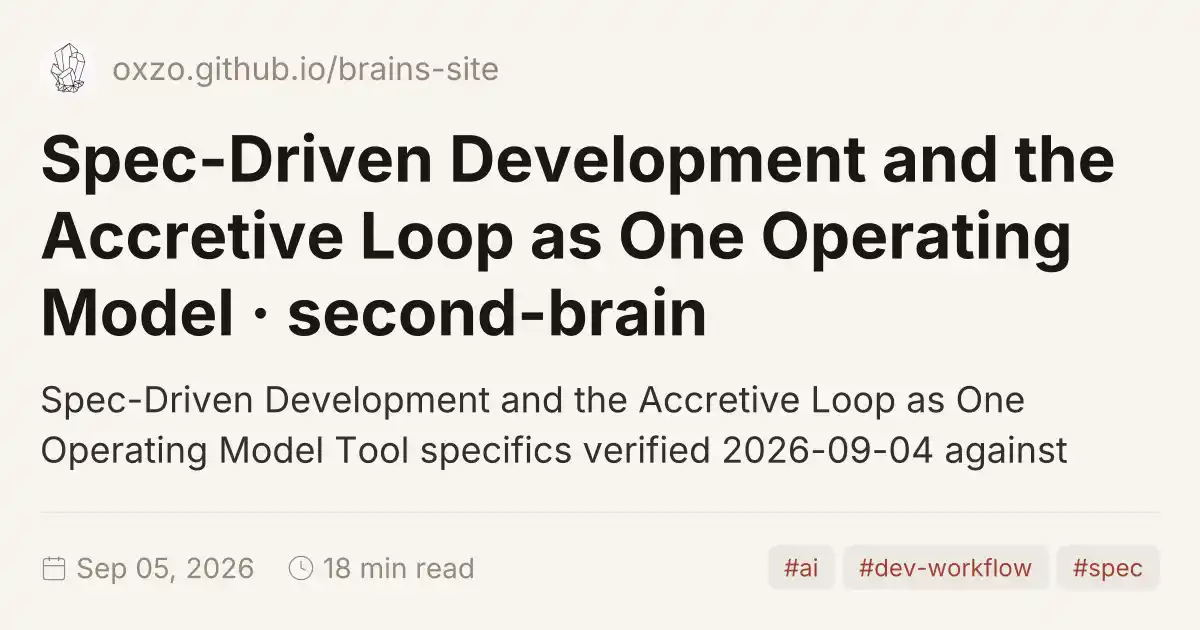 oxzo.github.io/brains-site
Spec-Driven Development and the
Accretive Loop as One Operating
Model · second-brain
Spec-Driven Development and the Accretive Loop as One
Operating Model Tool specifics verified 2026-09-04 against
Sep 05, 2026 18 min read #ai #dev-workflow #spec